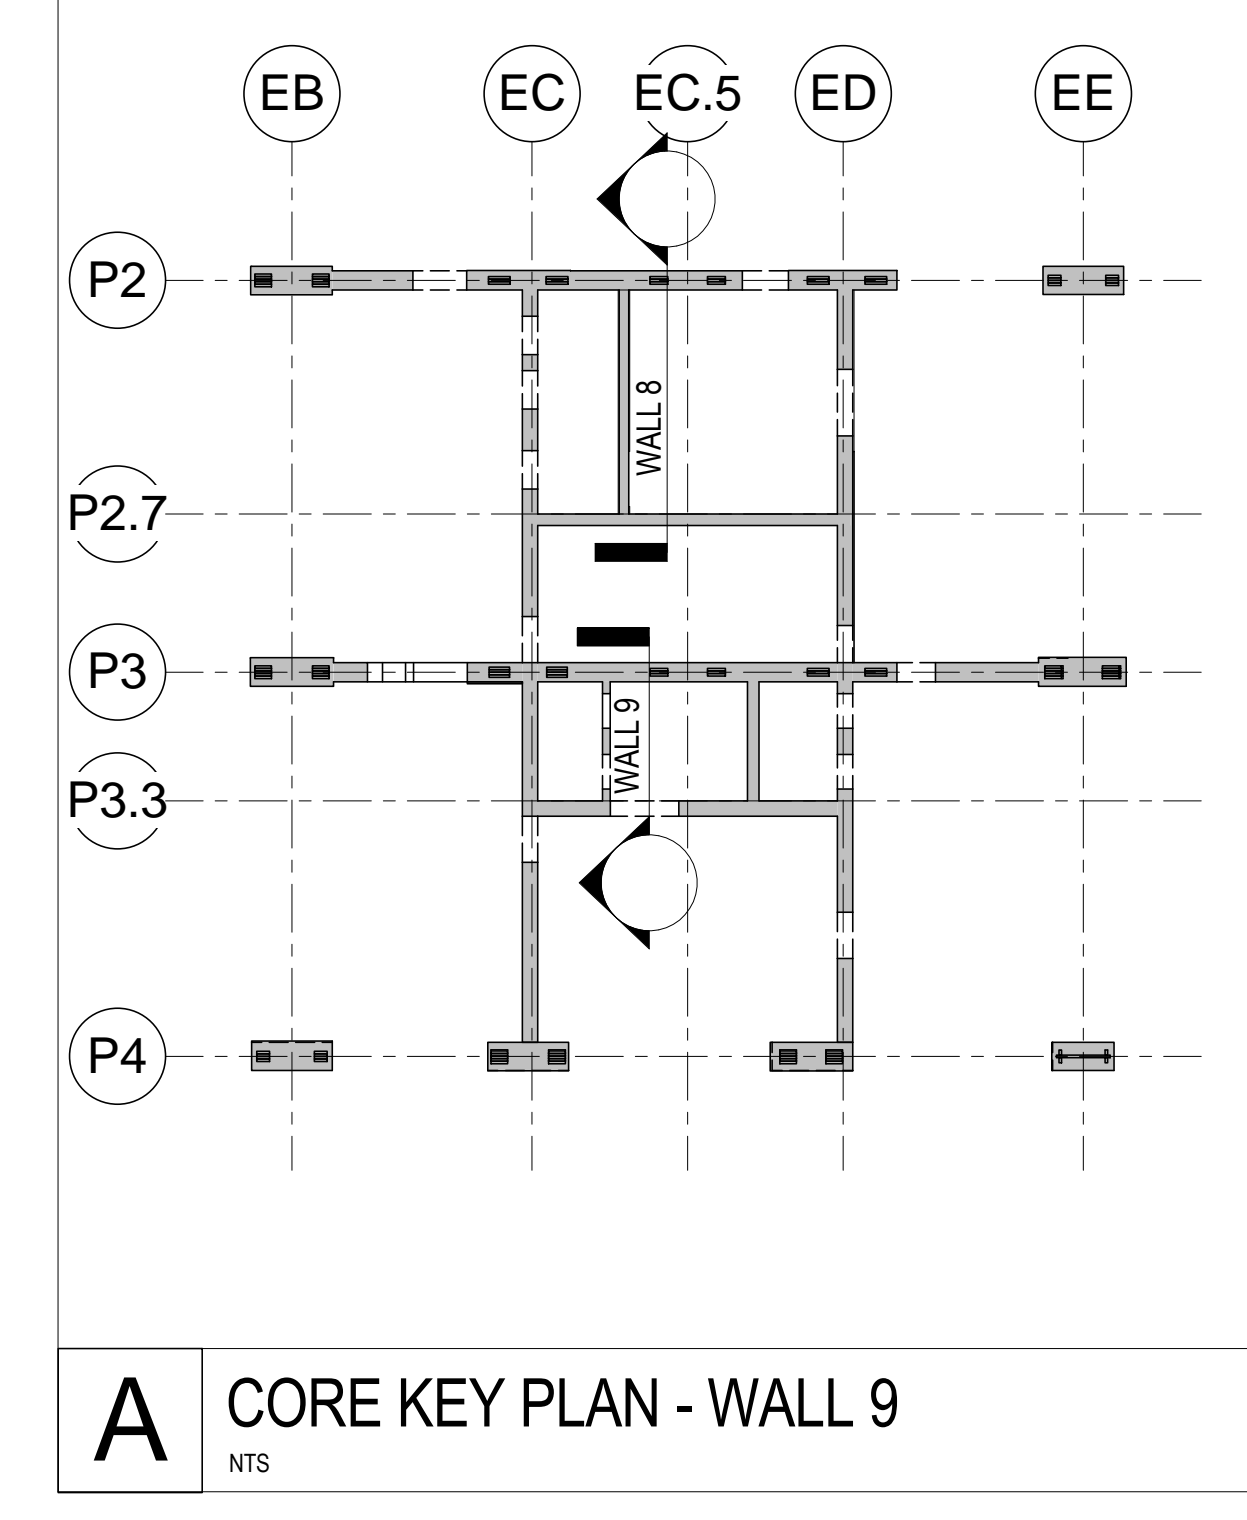 EB
EC
EC.5
ED
EE
P2
WALL 8
P2.7
P3
WALL 9
P3.3
P4
A
CORE KEY PLAN - WALL 9
NTS